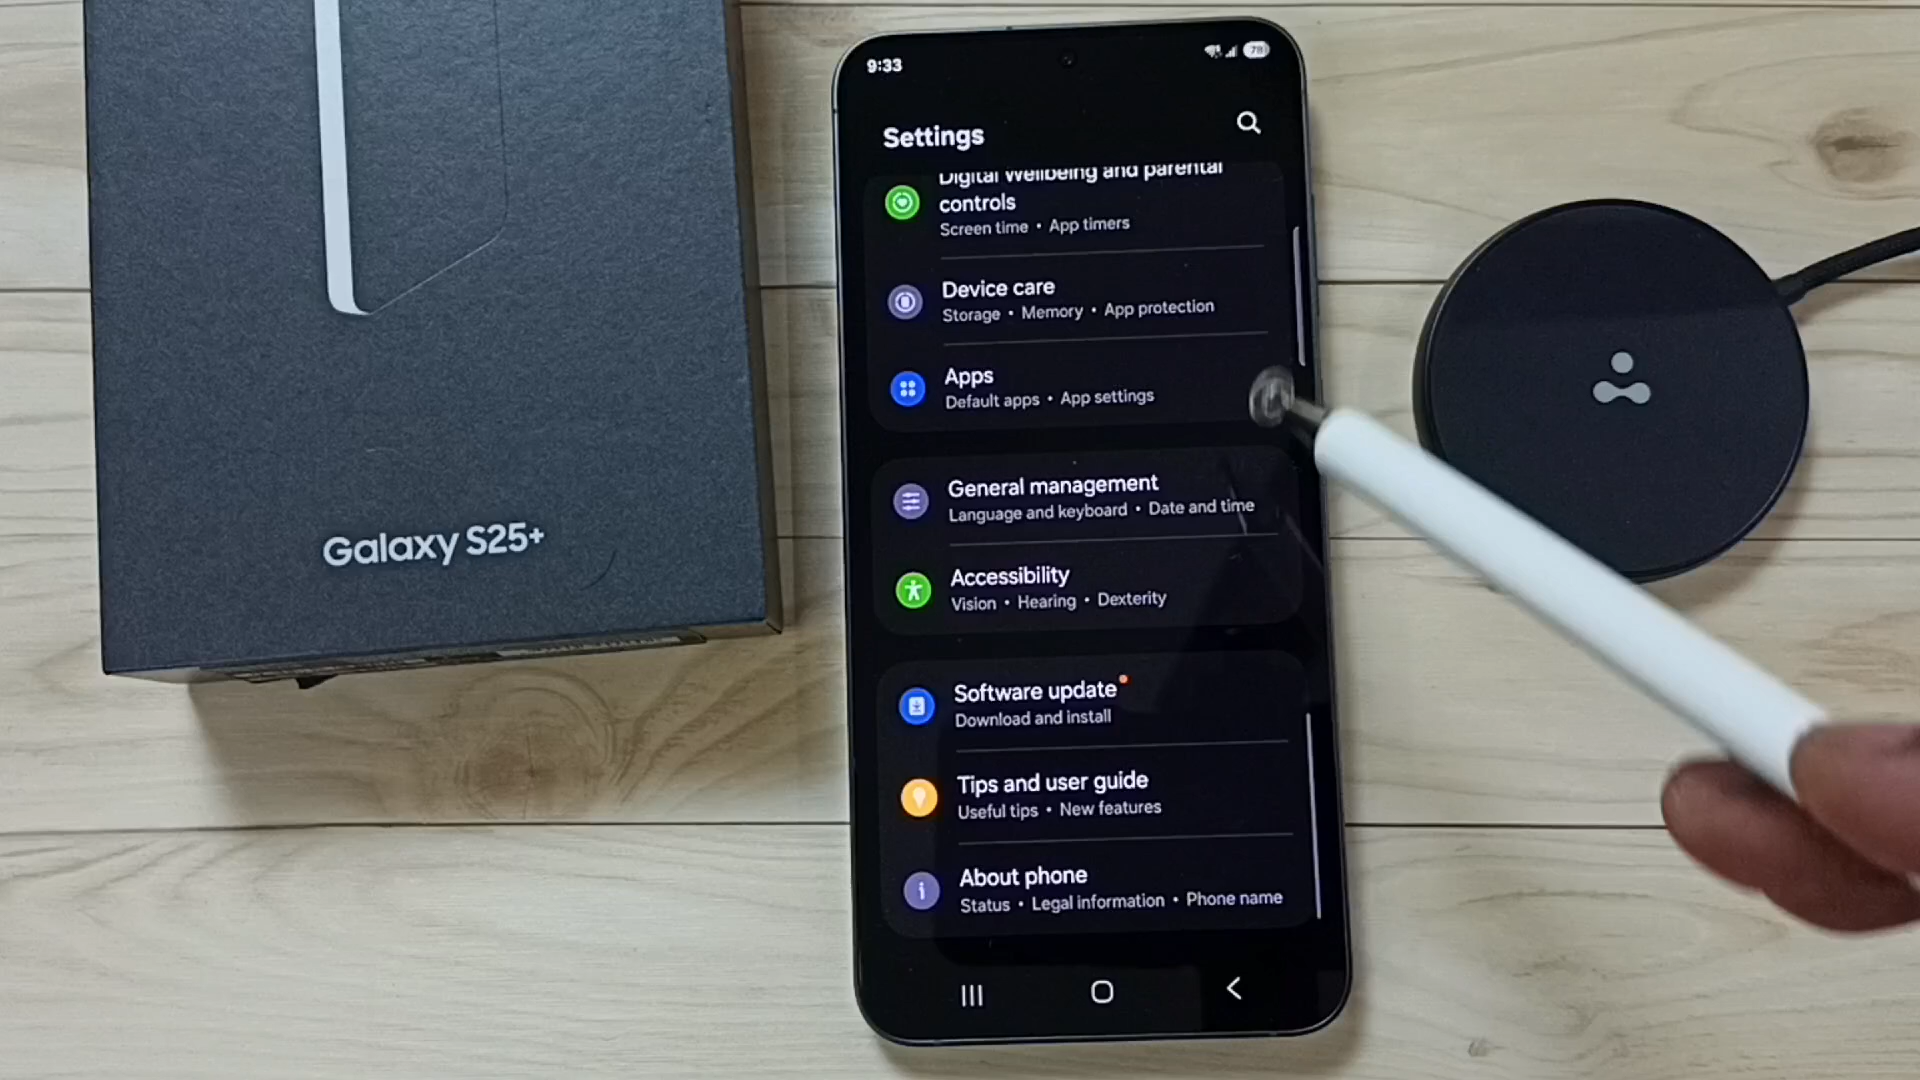 9:33
78
Settings
Digital Wellbeing and parental
controls
Screen time • App timers
Device care
Storage • Memory • App protection
Apps
Default apps • App settings
General management
Language and keyboard • Date and time
Accessibility
Vision • Hearing • Dexterity
Software update
Download and install
Tips and user guide
Useful tips • New features
About phone
Status • Legal information • Phone name
Galaxy S25+